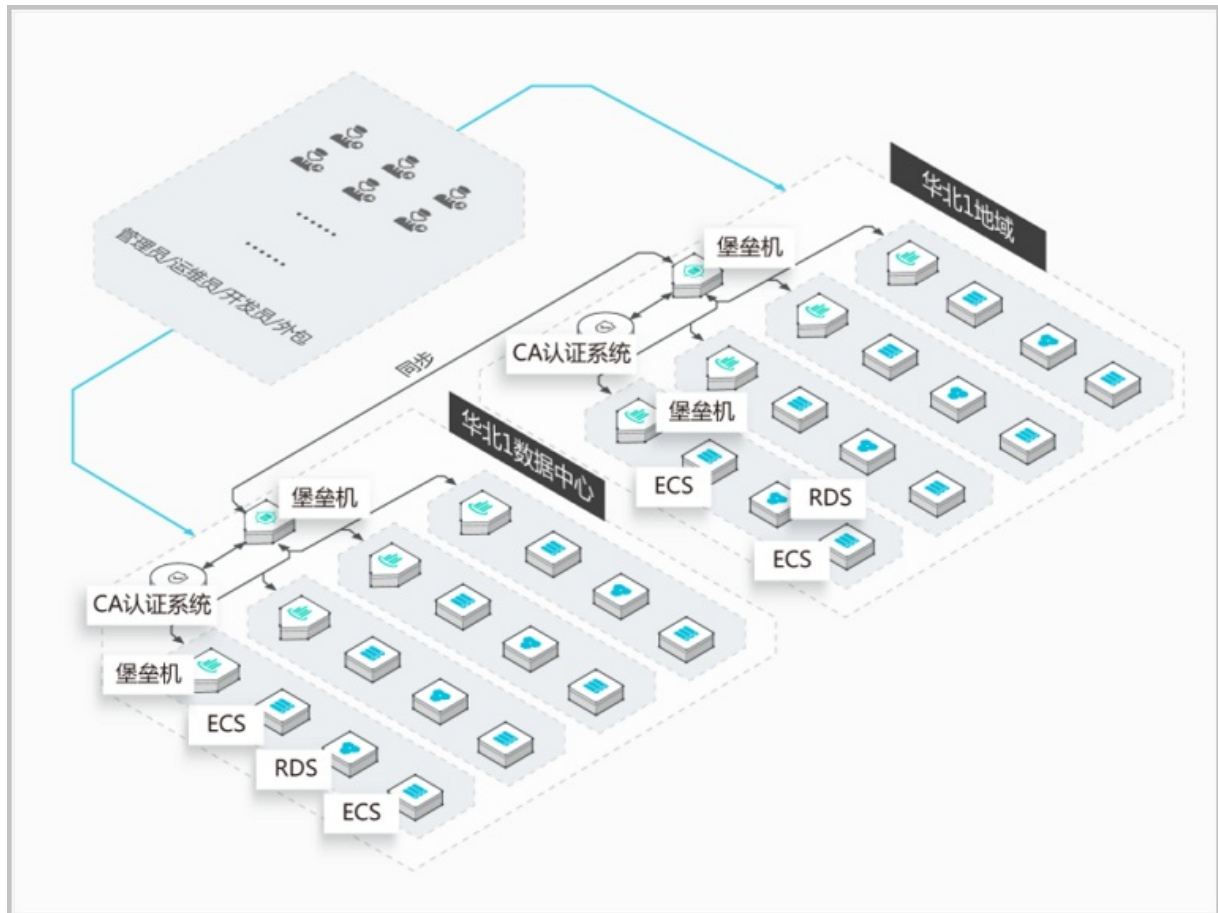 管理员/运维员/开发员/外包
华北1地域
堡垒机
CA认证系统
同步
堡垒机
ECS
RDS
ECS
华北1数据中心
堡垒机
CA认证系统
堡垒机
ECS
RDS
ECS